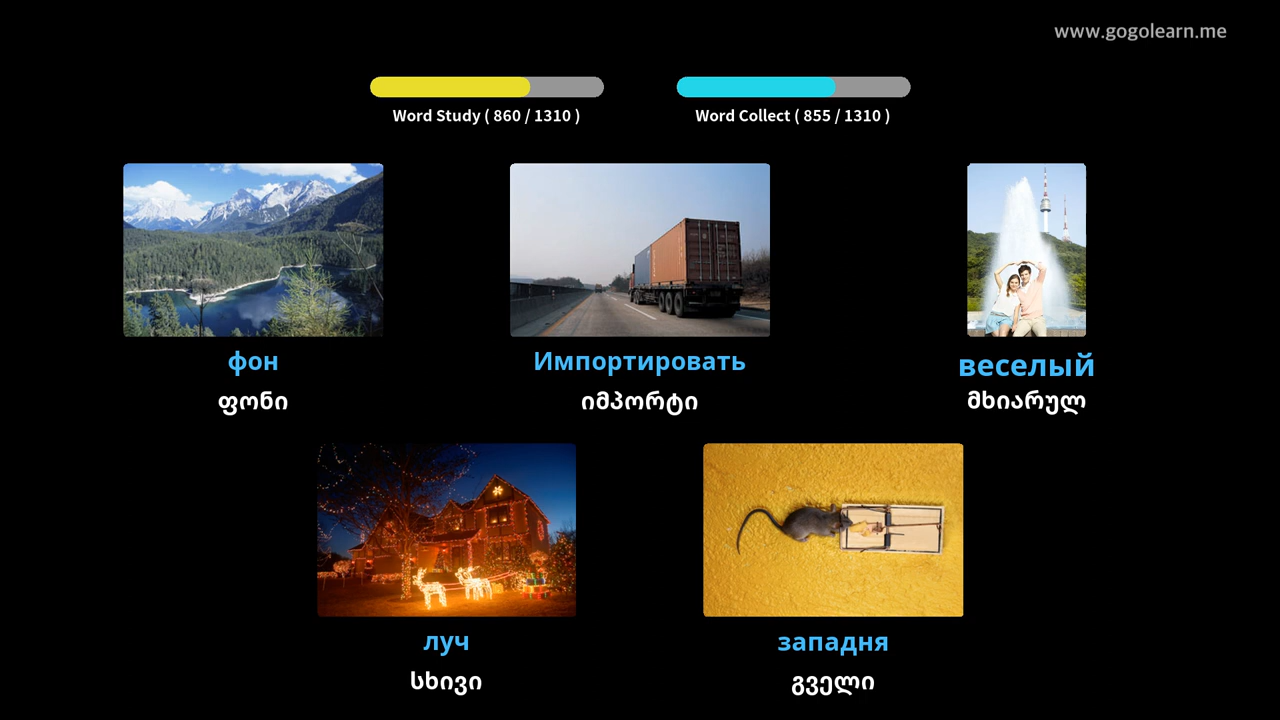 www.gogolearn.me
Word Study ( 860 / 1310 )
Word Collect ( 855 / 1310 )
фон
Импортировать
веселый
ფონი
იმპორტი
მხიარულ
луч
западня
სხივი
გველი